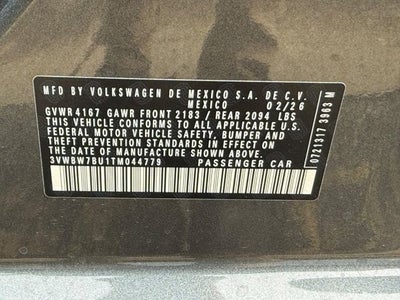 MFD BY VOLKSWAGEN DE MEXICO S.A. DE C.V.
MEXICO 02/26
GVWR 4167 GAWR FRONT 2183 / REAR 2094 LBS
THIS VEHICLE CONFORMS TO ALL APPLICABLE U.S.
FEDERAL MOTOR VEHICLE SAFETY, BUMPER AND
THEFT PREVENTION STANDARDS IN EFFECT ON THE
DATE OF MANUFACTURE SHOWN ABOVE.
3VWBW7BU1TM044779 PASSENGER CAR
0721317 3963 M